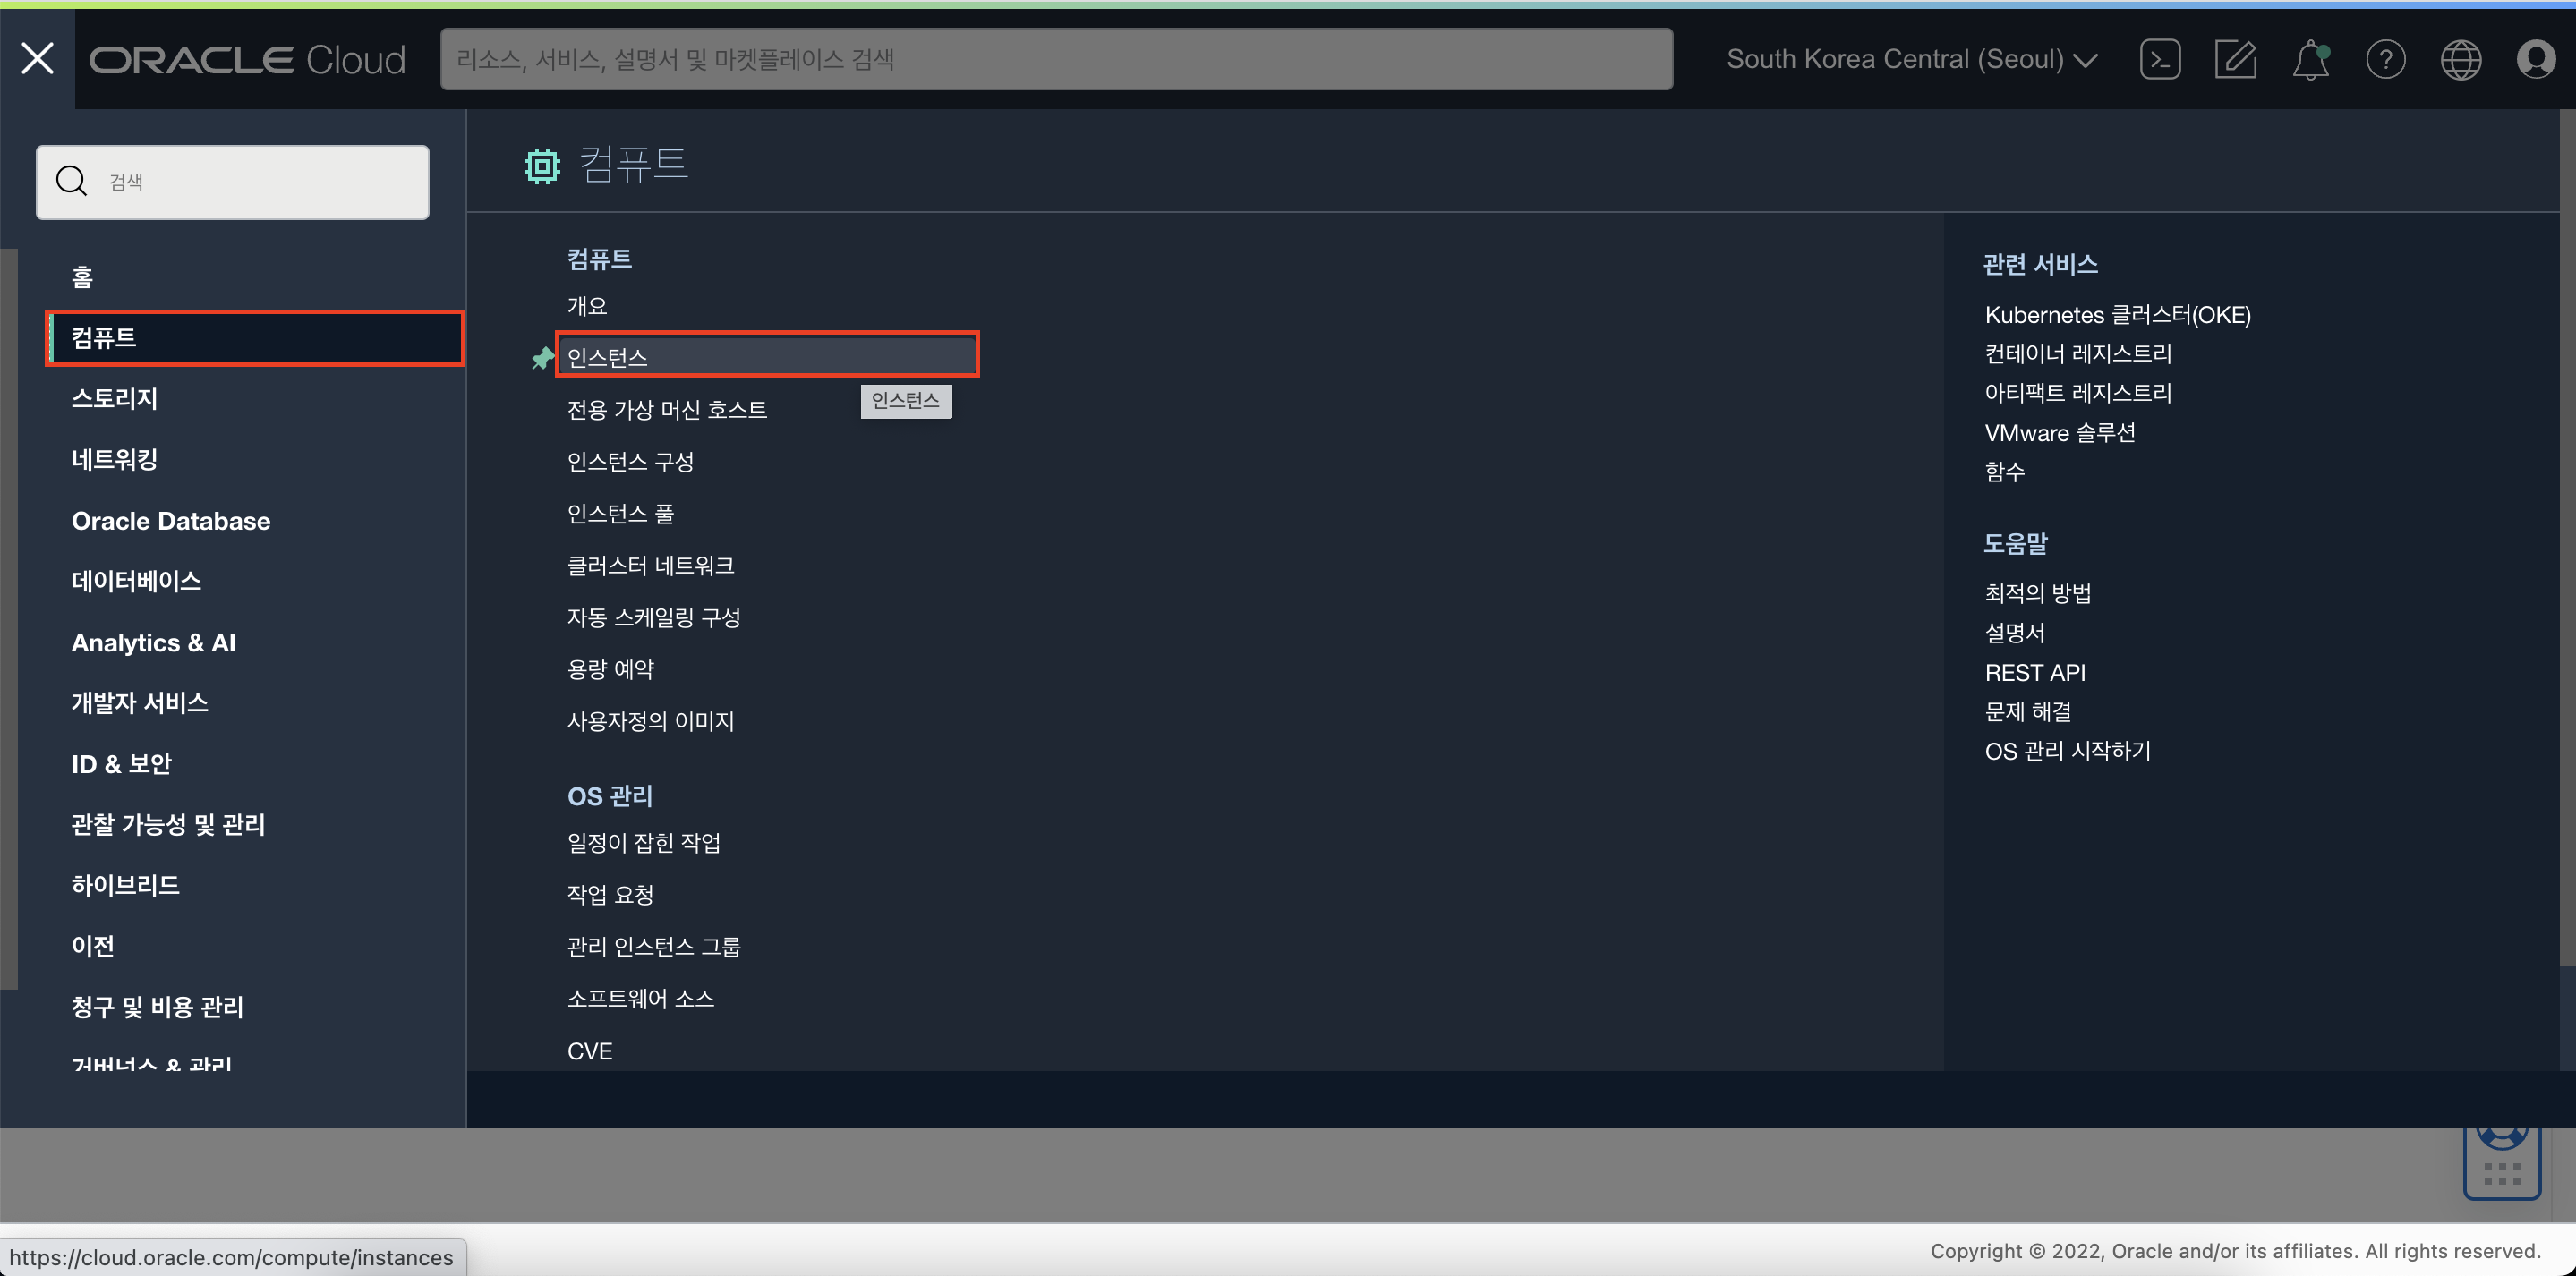 ORACLE Cloud
리소스, 서비스, 설명서 및 마켓플레이스 검색
South Korea Central (Seoul)
검색
홈
컴퓨트
스토리지
네트워킹
Oracle Database
데이터베이스
Analytics & AI
개발자 서비스
ID & 보안
관찰 가능성 및 관리
하이브리드
이전
청구 및 비용 관리
거버넌스 & 관리
컴퓨트
컴퓨트
개요
인스턴스
인스턴스
전용 가상 머신 호스트
인스턴스 구성
인스턴스 풀
클러스터 네트워크
자동 스케일링 구성
용량 예약
사용자정의 이미지
OS 관리
일정이 잡힌 작업
작업 요청
관리 인스턴스 그룹
소프트웨어 소스
CVE
관련 서비스
Kubernetes 클러스터(OKE)
컨테이너 레지스트리
아티팩트 레지스트리
VMware 솔루션
함수
도움말
최적의 방법
설명서
REST API
문제 해결
OS 관리 시작하기
https://cloud.oracle.com/compute/instances
Copyright © 2022, Oracle and/or its affiliates. All rights reserved.